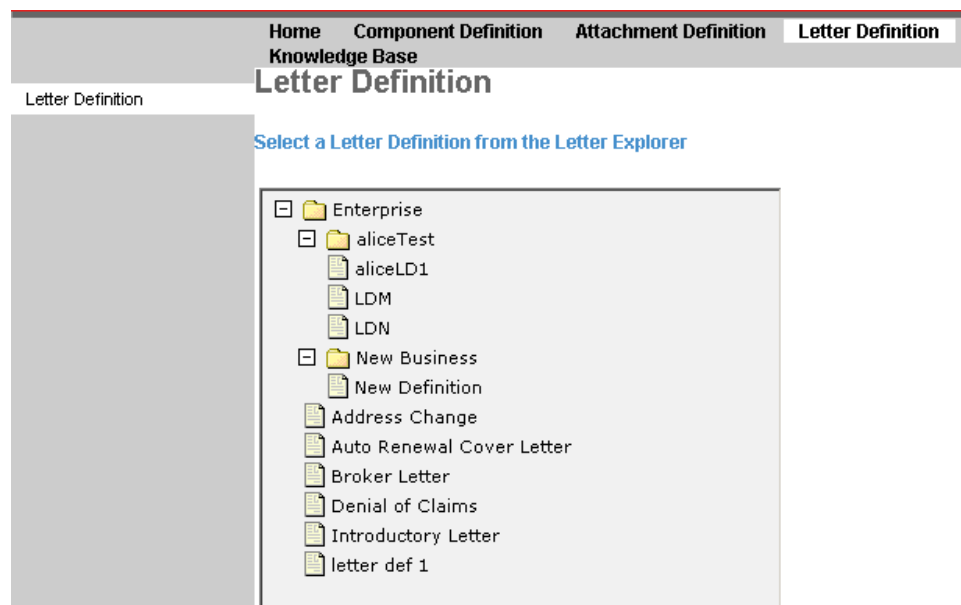 Home Component Definition Attachment Definition Letter Definition
Knowledge Base
Letter Definition
Letter Definition
Select a Letter Definition from the Letter Explorer
Enterprise
aliceTest
aliceLD1
LDM
LDN
New Business
New Definition
Address Change
Auto Renewal Cover Letter
Broker Letter
Denial of Claims
Introductory Letter
letter def 1